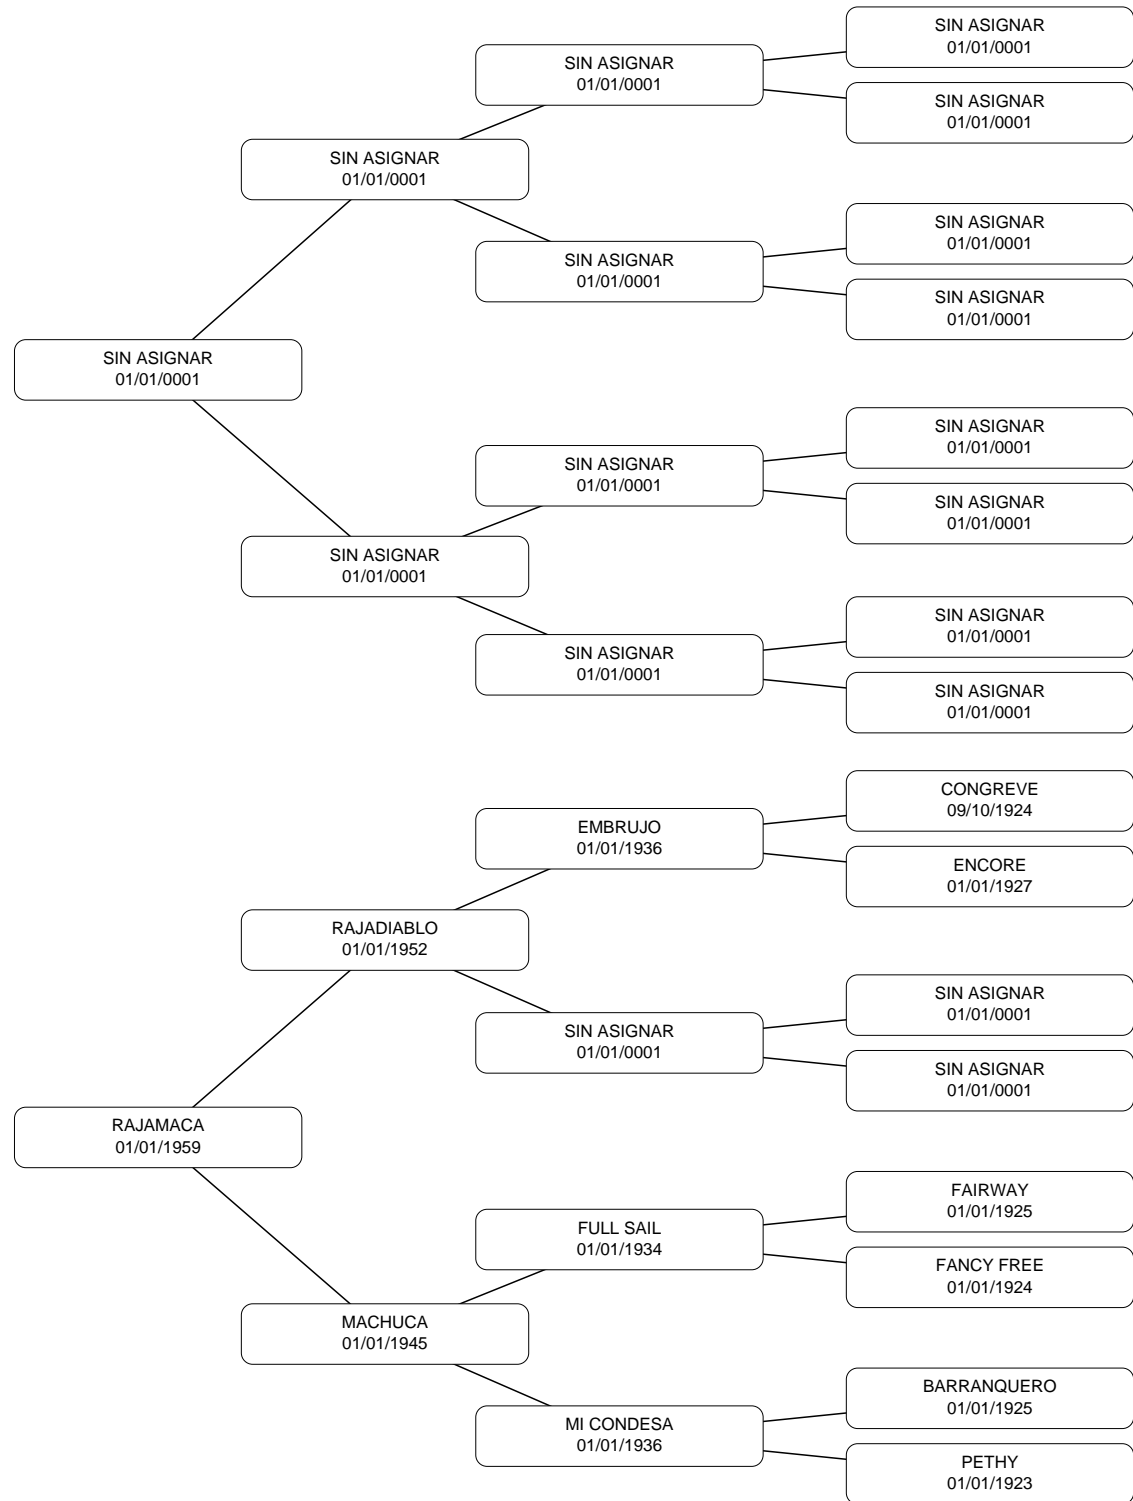 SIN ASIGNAR
01/01/0001
SIN ASIGNAR
01/01/0001
SIN ASIGNAR
01/01/0001
SIN ASIGNAR
01/01/0001
SIN ASIGNAR
01/01/0001
SIN ASIGNAR
01/01/0001
SIN ASIGNAR
01/01/0001
SIN ASIGNAR
01/01/0001
SIN ASIGNAR
01/01/0001
SIN ASIGNAR
01/01/0001
SIN ASIGNAR
01/01/0001
SIN ASIGNAR
01/01/0001
SIN ASIGNAR
01/01/0001
SIN ASIGNAR
01/01/0001
SIN ASIGNAR
01/01/0001
CONGREVE
09/10/1924
EMBRUJO
01/01/1936
ENCORE
01/01/1927
RAJADIABLO
01/01/1952
SIN ASIGNAR
01/01/0001
SIN ASIGNAR
01/01/0001
SIN ASIGNAR
01/01/0001
RAJAMACA
01/01/1959
FAIRWAY
01/01/1925
FULL SAIL
01/01/1934
FANCY FREE
01/01/1924
MACHUCA
01/01/1945
BARRANQUERO
01/01/1925
MI CONDESA
01/01/1936
PETHY
01/01/1923